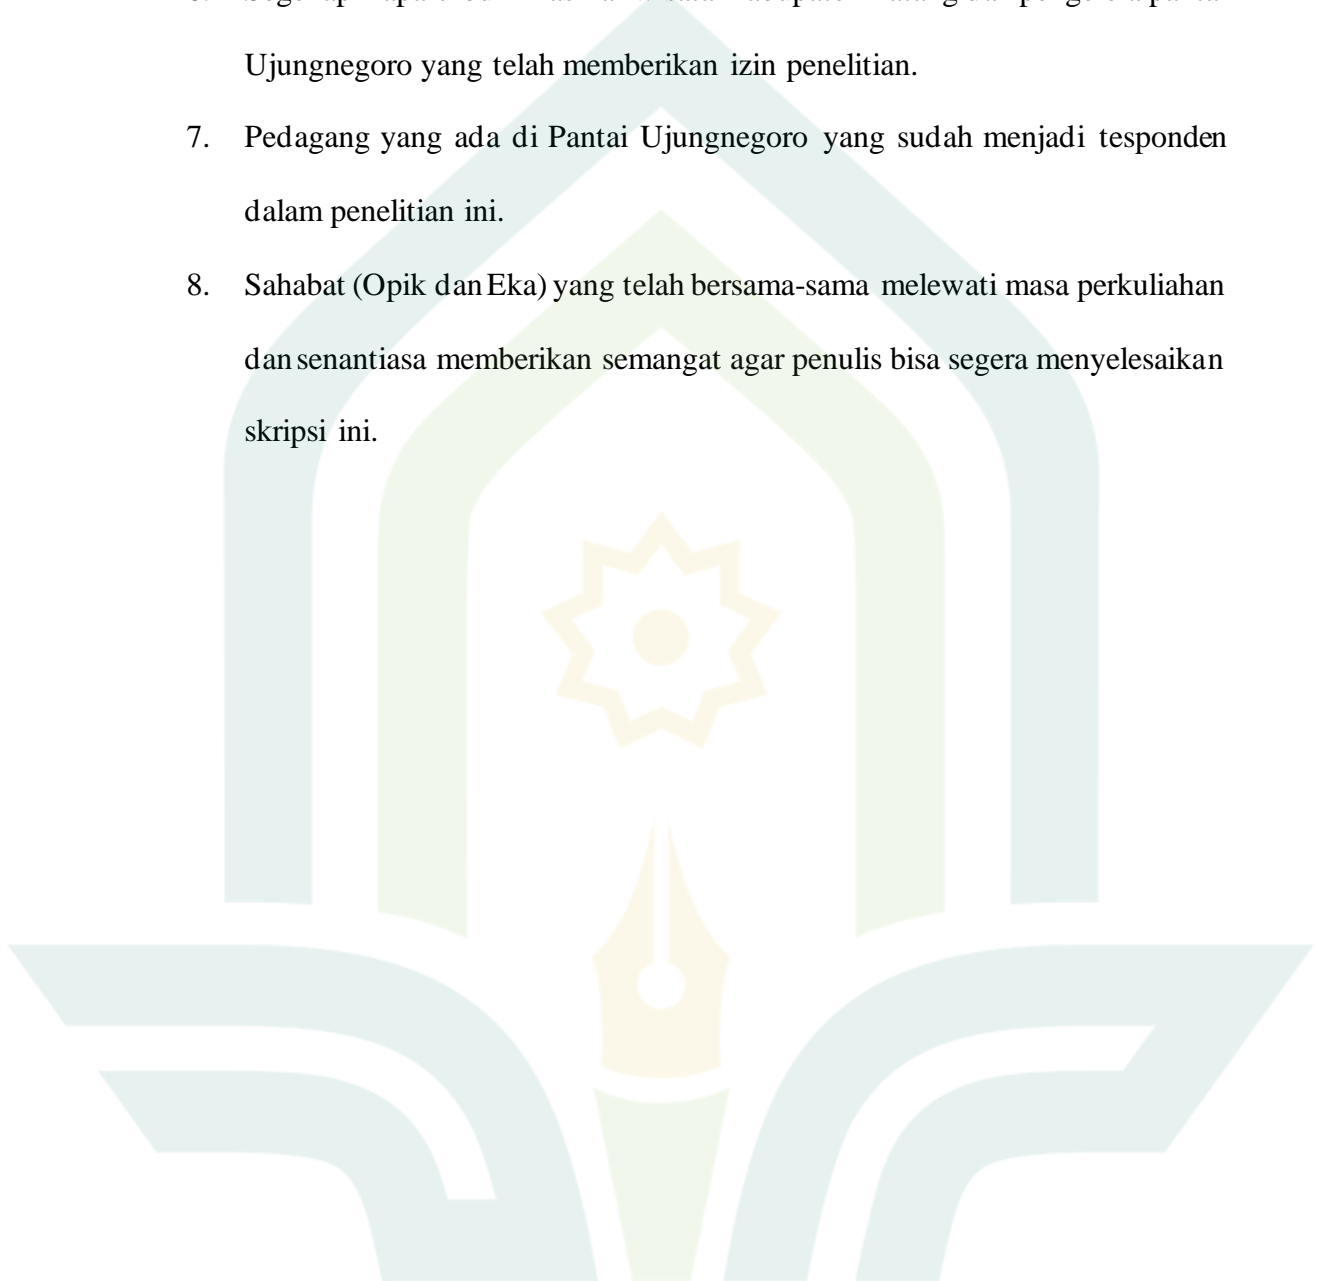 Ujungnegoro yang telah memberikan izin penelitian.
7. Pedagang yang ada di Pantai Ujungnegoro yang sudah menjadi tesponden
dalam penelitian ini.
8. Sahabat (Opik dan Eka) yang telah bersama-sama melewati masa perkuliahan
dan senantiasa memberikan semangat agar penulis bisa segera menyelesaikan
skripsi ini.